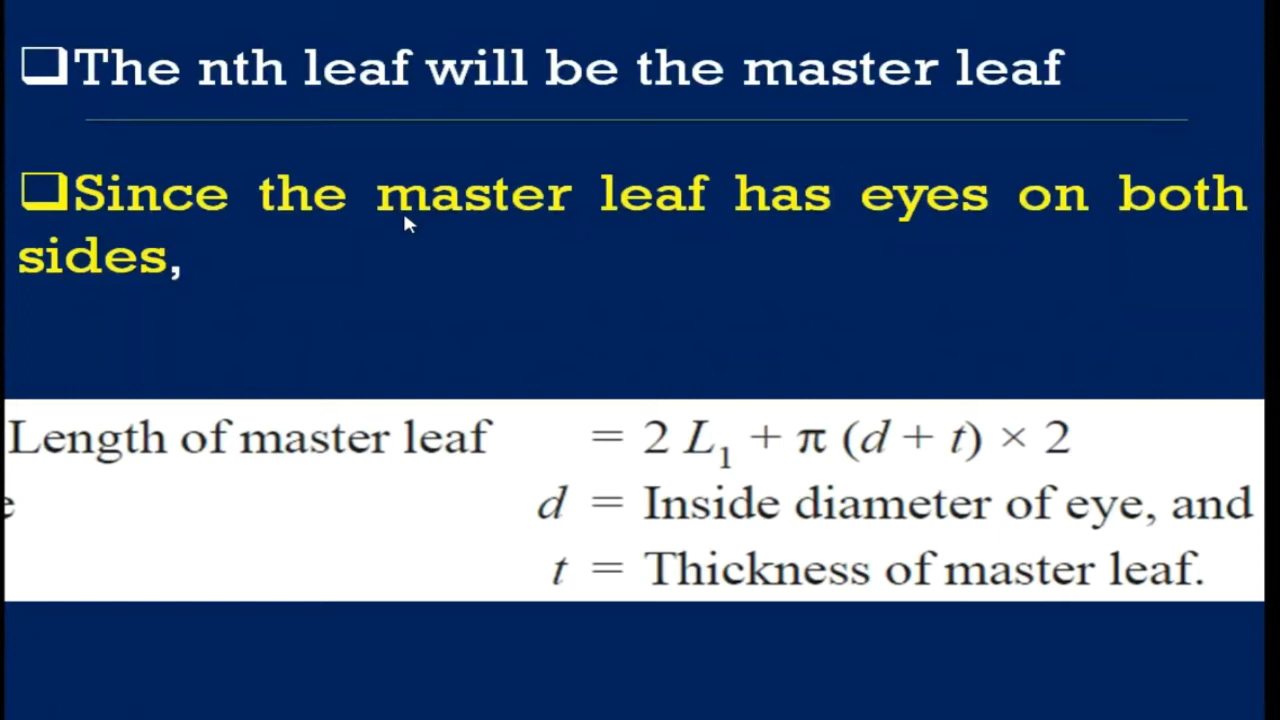 ❑The nth leaf will be the master leaf
❑Since the master leaf has eyes on both
sides,
Length of master leaf = 2 L₁ + π (d + t) × 2
e d = Inside diameter of eye, and
t = Thickness of master leaf.